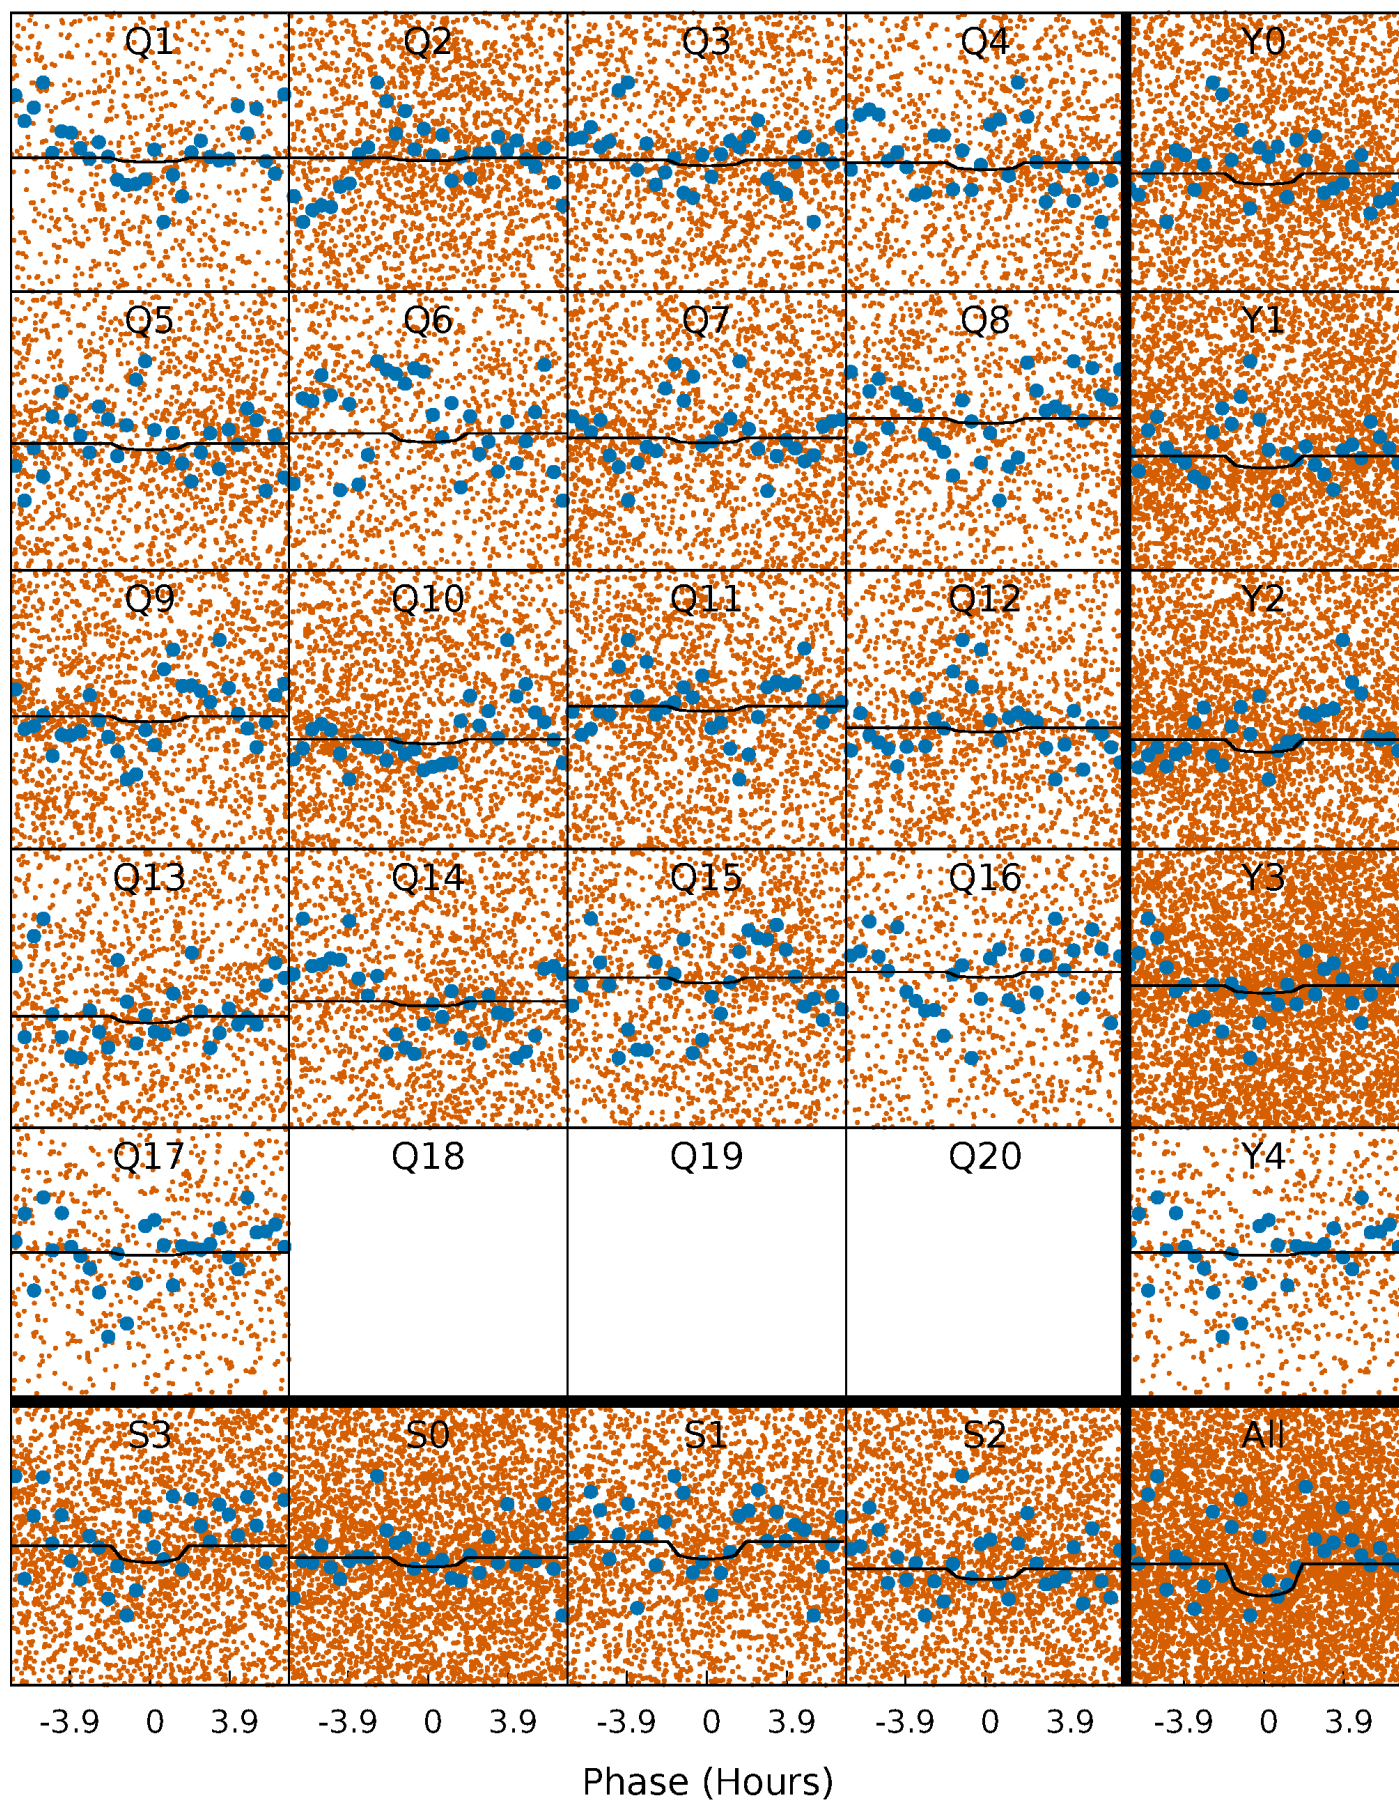 Q1 Q2 Q3 Q4 Y0
Q5 Q6 Q7 Q8 Y1
Q9 Q10 Q11 Q12 Y2
Q13 Q14 Q15 Q16 Y3
Q17 Q18 Q19 Q20 Y4
S3 S0 S1 S2 All
-3.9 0 3.9 -3.9 0 3.9 -3.9 0 3.9 -3.9 0 3.9 -3.9 0 3.9
Phase (Hours)